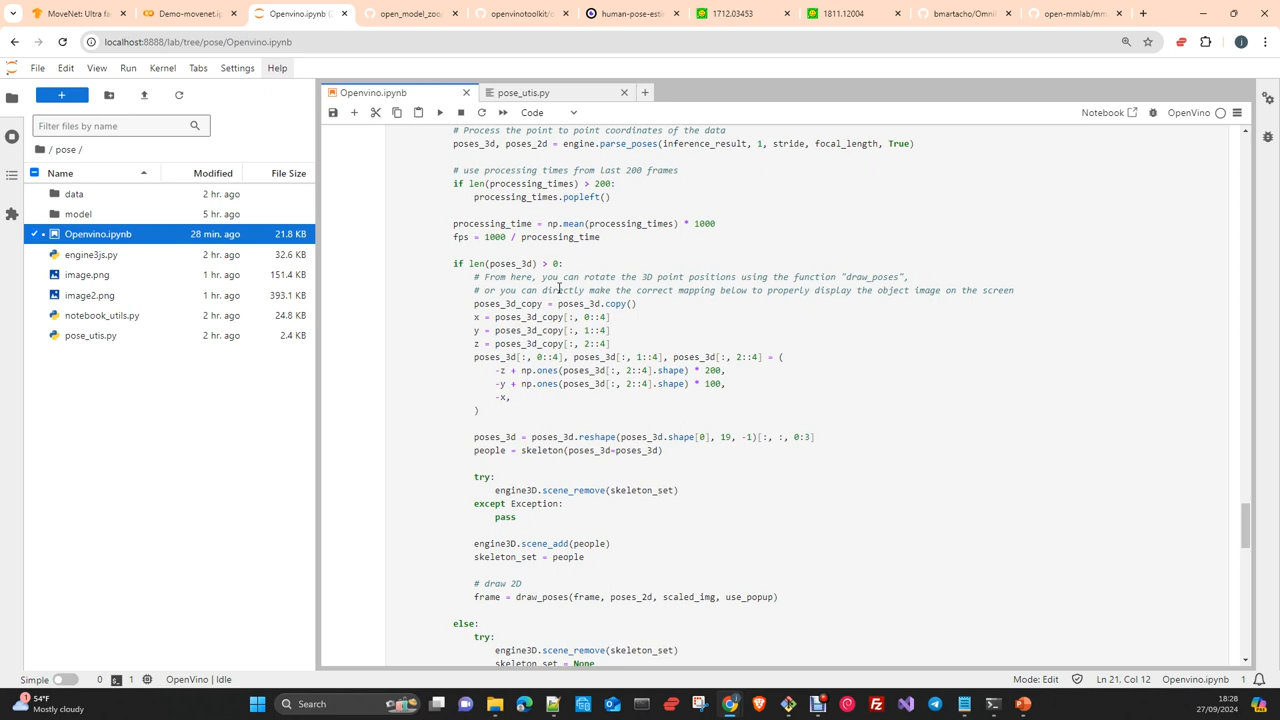 MoveNet: Ultra fa
Demo-movenet.ip
Openvino.ipynb
open_model_zoo
openvinotoolkit/o
human-pose-esti
1712.03453
1811.12004
bmartacho/Omnil
open-mmlab/mm
localhost:8888/lab/tree/pose/Openvino.ipynb
File Edit View Run Kernel Tabs Settings Help
Openvino.ipynb
pose_utis.py
Code
Notebook
OpenVino
Filter files by name
/ pose /
Name Modified File Size
data 2 hr. ago
model 5 hr. ago
Openvino.ipynb 28 min. ago 21.8 KB
engine3js.py 2 hr. ago 32.6 KB
image.png 2 hr. ago 151.4 KB
image2.png 2 hr. ago 393.1 KB
notebook_utils.py 2 hr. ago 24.8 KB
pose_utis.py 2 hr. ago 2.4 KB
# Process the point to point coordinates of the data
poses_3d, poses_2d = engine.parse_poses(inference_result, 1, stride, focal_length, True)
# use processing times from last 200 frames
if len(processing_times) > 200:
processing_times.popleft()
processing_time = np.mean(processing_times) * 1000
fps = 1000 / processing_time
if len(poses_3d) > 0:
# From here, you can rotate the 3D point positions using the function "draw_poses",
# or you can directly make the correct mapping below to properly display the object image on the screen
poses_3d_copy = poses_3d.copy()
x = poses_3d_copy[:, 0::4]
y = poses_3d_copy[:, 1::4]
z = poses_3d_copy[:, 2::4]
poses_3d[:, 0::4], poses_3d[:, 1::4], poses_3d[:, 2::4] = (
-z + np.ones(poses_3d[:, 2::4].shape) * 200,
-y + np.ones(poses_3d[:, 2::4].shape) * 100,
-x,
)
poses_3d = poses_3d.reshape(poses_3d.shape[0], 19, -1)[:, :, 0:3]
people = skeleton(poses_3d=poses_3d)
try:
engine3D.scene_remove(skeleton_set)
except Exception:
pass
engine3D.scene_add(people)
skeleton_set = people
# draw 2D
frame = draw_poses(frame, poses_2d, scaled_img, use_popup)
else:
try:
engine3D.scene_remove(skeleton_set)
skeleton_set = None
Simple 0 1 OpenVino | Idle
Mode: Edit Ln 21, Col 12 Openvino.ipynb 1
54°F
Mostly cloudy
Search
18:28
27/09/2024